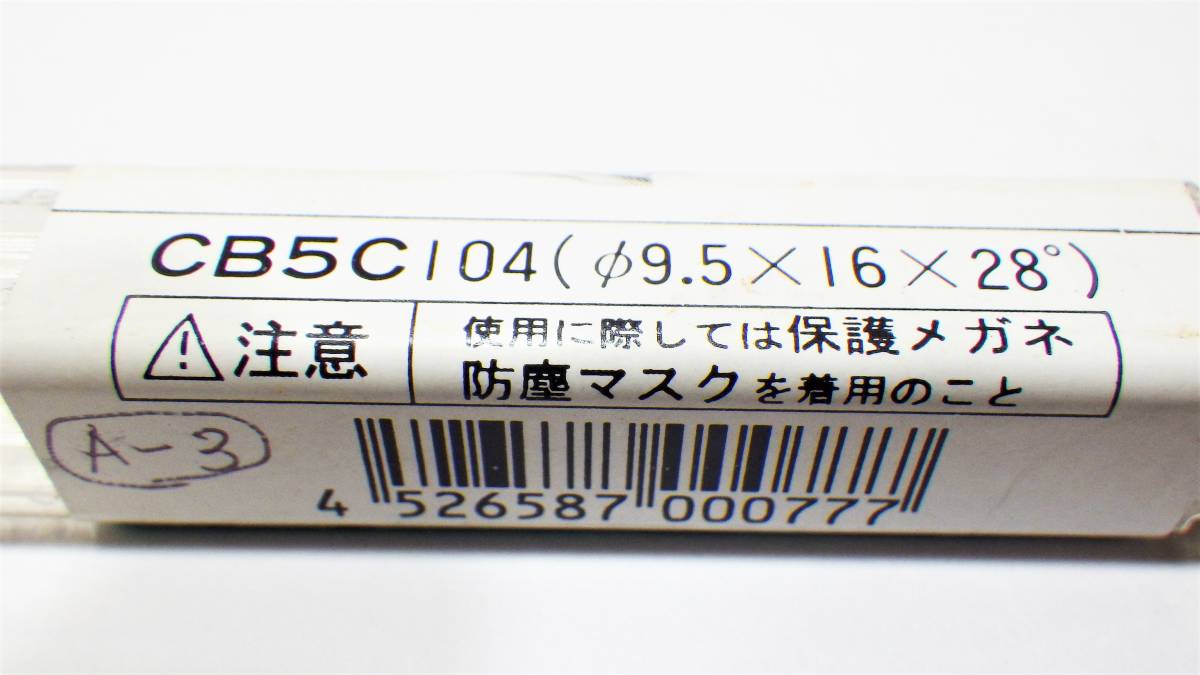 CB5C104(φ9.5×16×28°)
注意
使用に際しては保護メガネ
防塵マスクを着用のこと
A-3
4 526587 000777